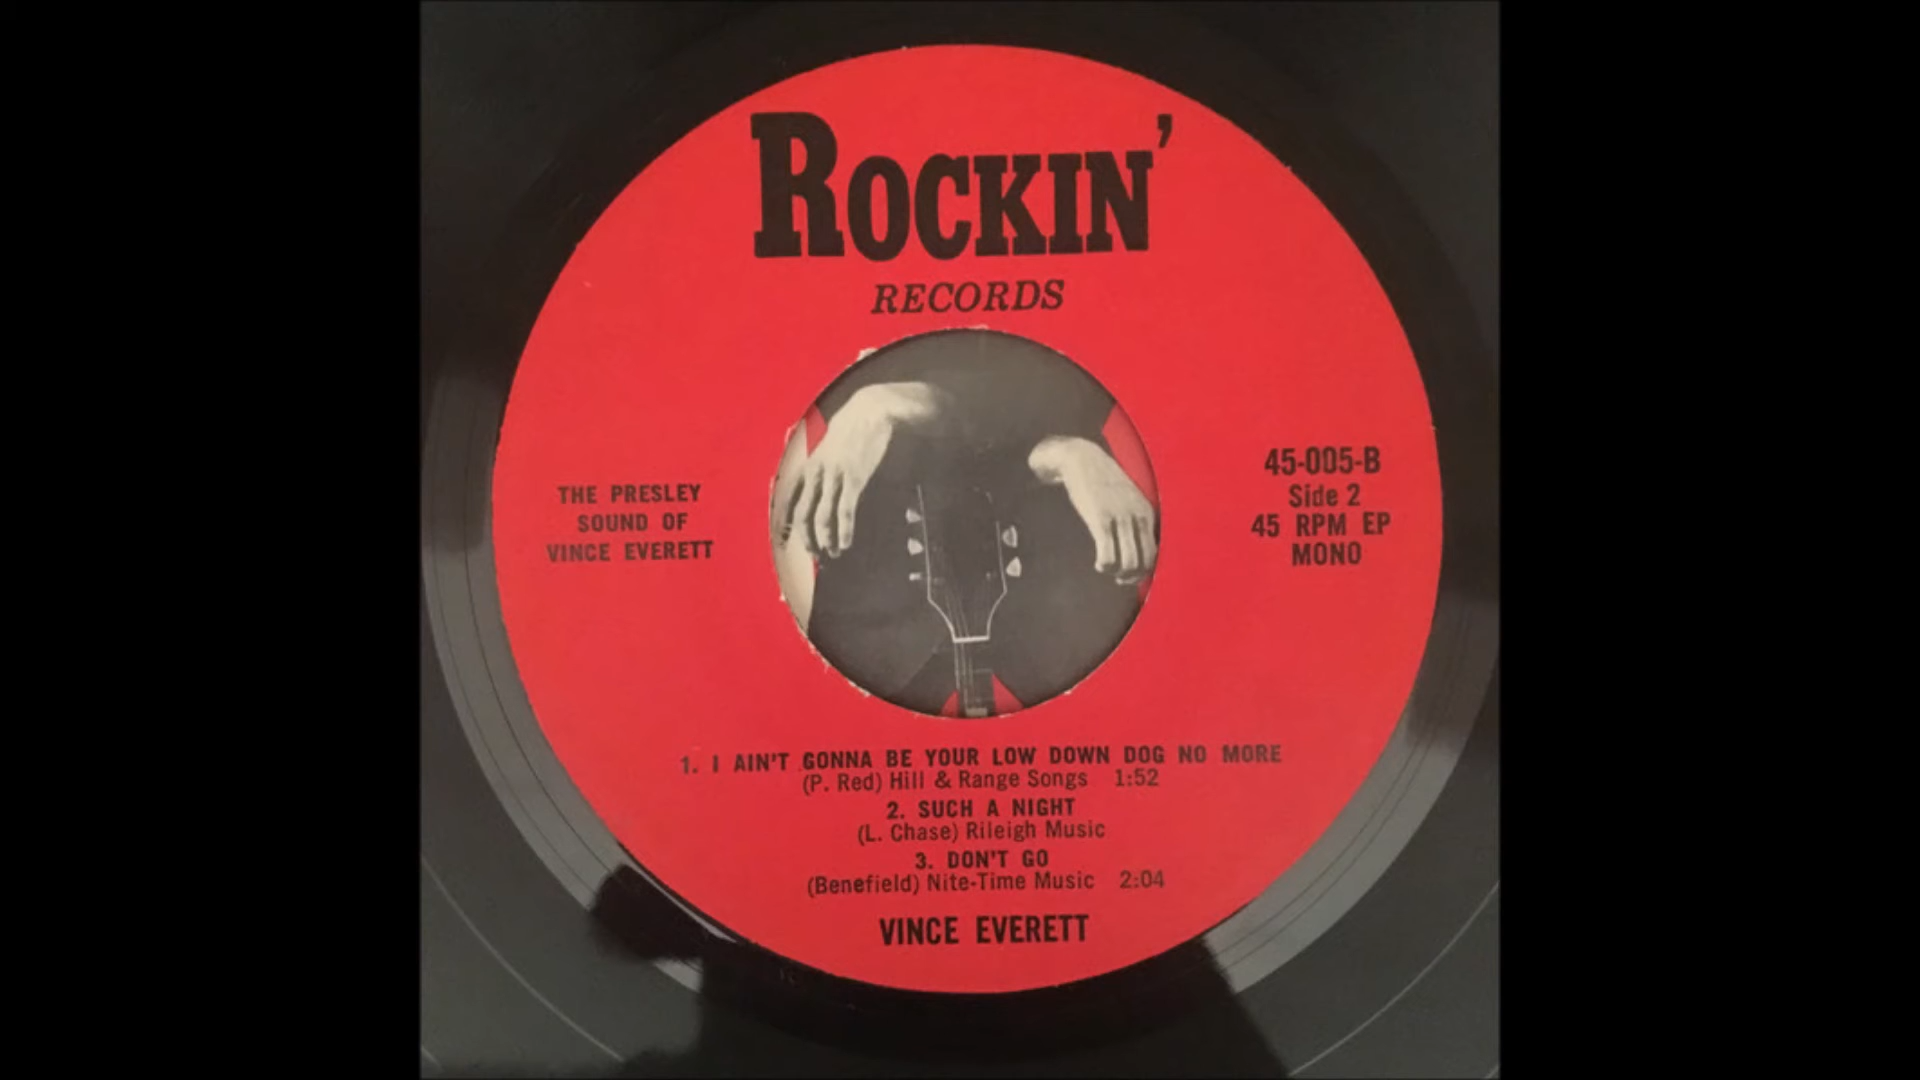 ROCKIN'
RECORDS
THE PRESLEY
SOUND OF
VINCE EVERETT
45-005-B
Side 2
45 RPM EP
MONO
1. I AIN'T GONNA BE YOUR LOW DOWN DOG NO MORE
(P. Red) Hill & Range Songs 1:52
2. SUCH A NIGHT
(L. Chase) Rileigh Music
3. DON'T GO
(Benefield) Nite-Time Music 2:04
VINCE EVERETT